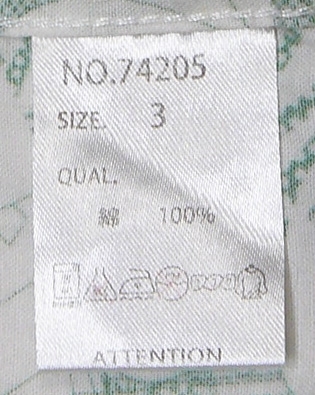 NO.74205
SIZE. 3
QUAL.
綿 100%
ATTENTION